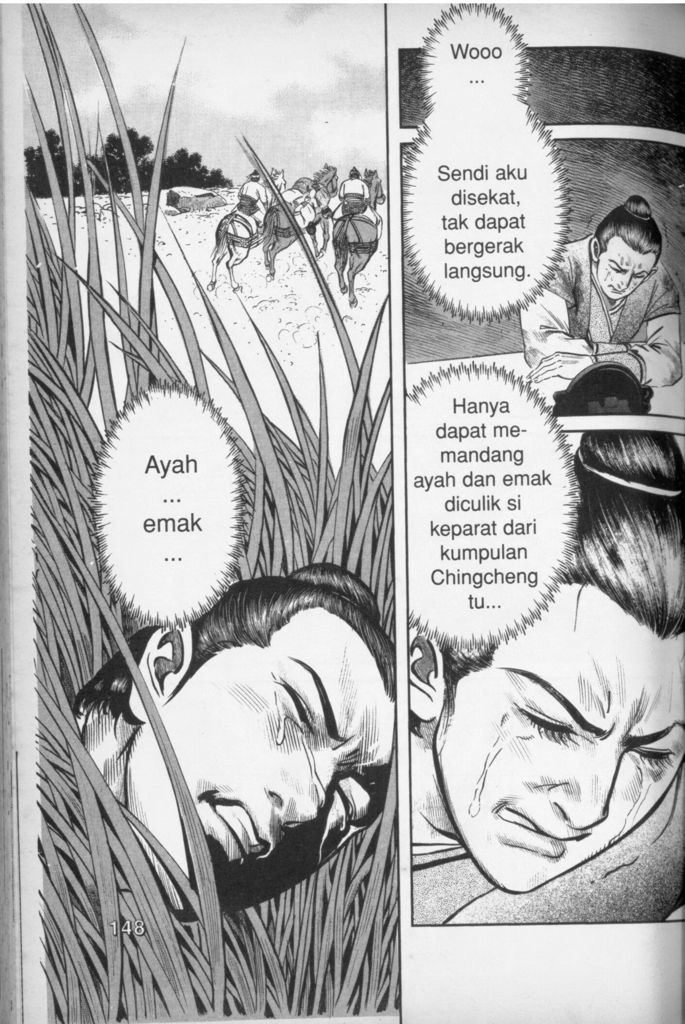 Wooo
...
Sendi aku
disekat,
tak dapat
bergerak
langsung.
Hanya
dapat me-
mandang
ayah dan emak
diculik si
keparat dari
kumpulan
Chingcheng
tu...
Ayah
...
emak
...
148